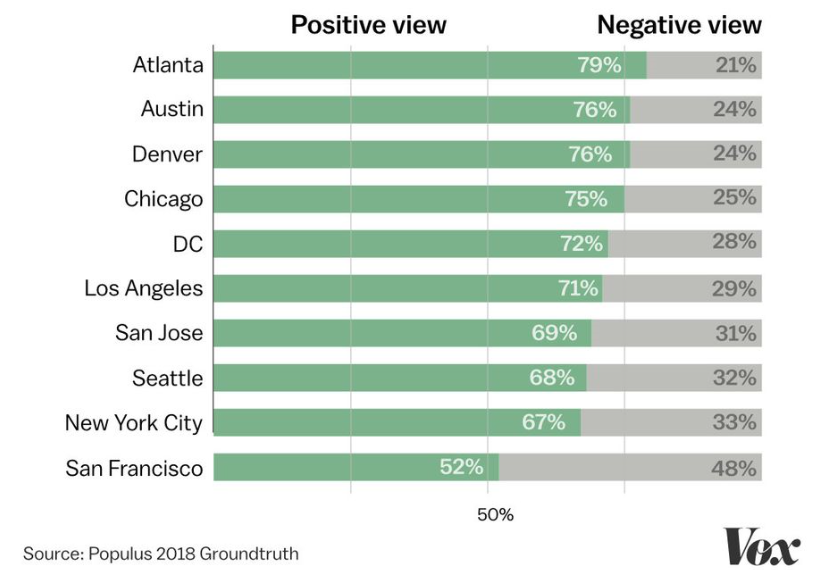 Positive view Negative view
Atlanta 79% 21%
Austin 76% 24%
Denver 76% 24%
Chicago 75% 25%
DC 72% 28%
Los Angeles 71% 29%
San Jose 69% 31%
Seattle 68% 32%
New York City 67% 33%
San Francisco 52% 48%
50%
Source: Populus 2018 Groundtruth
Vox